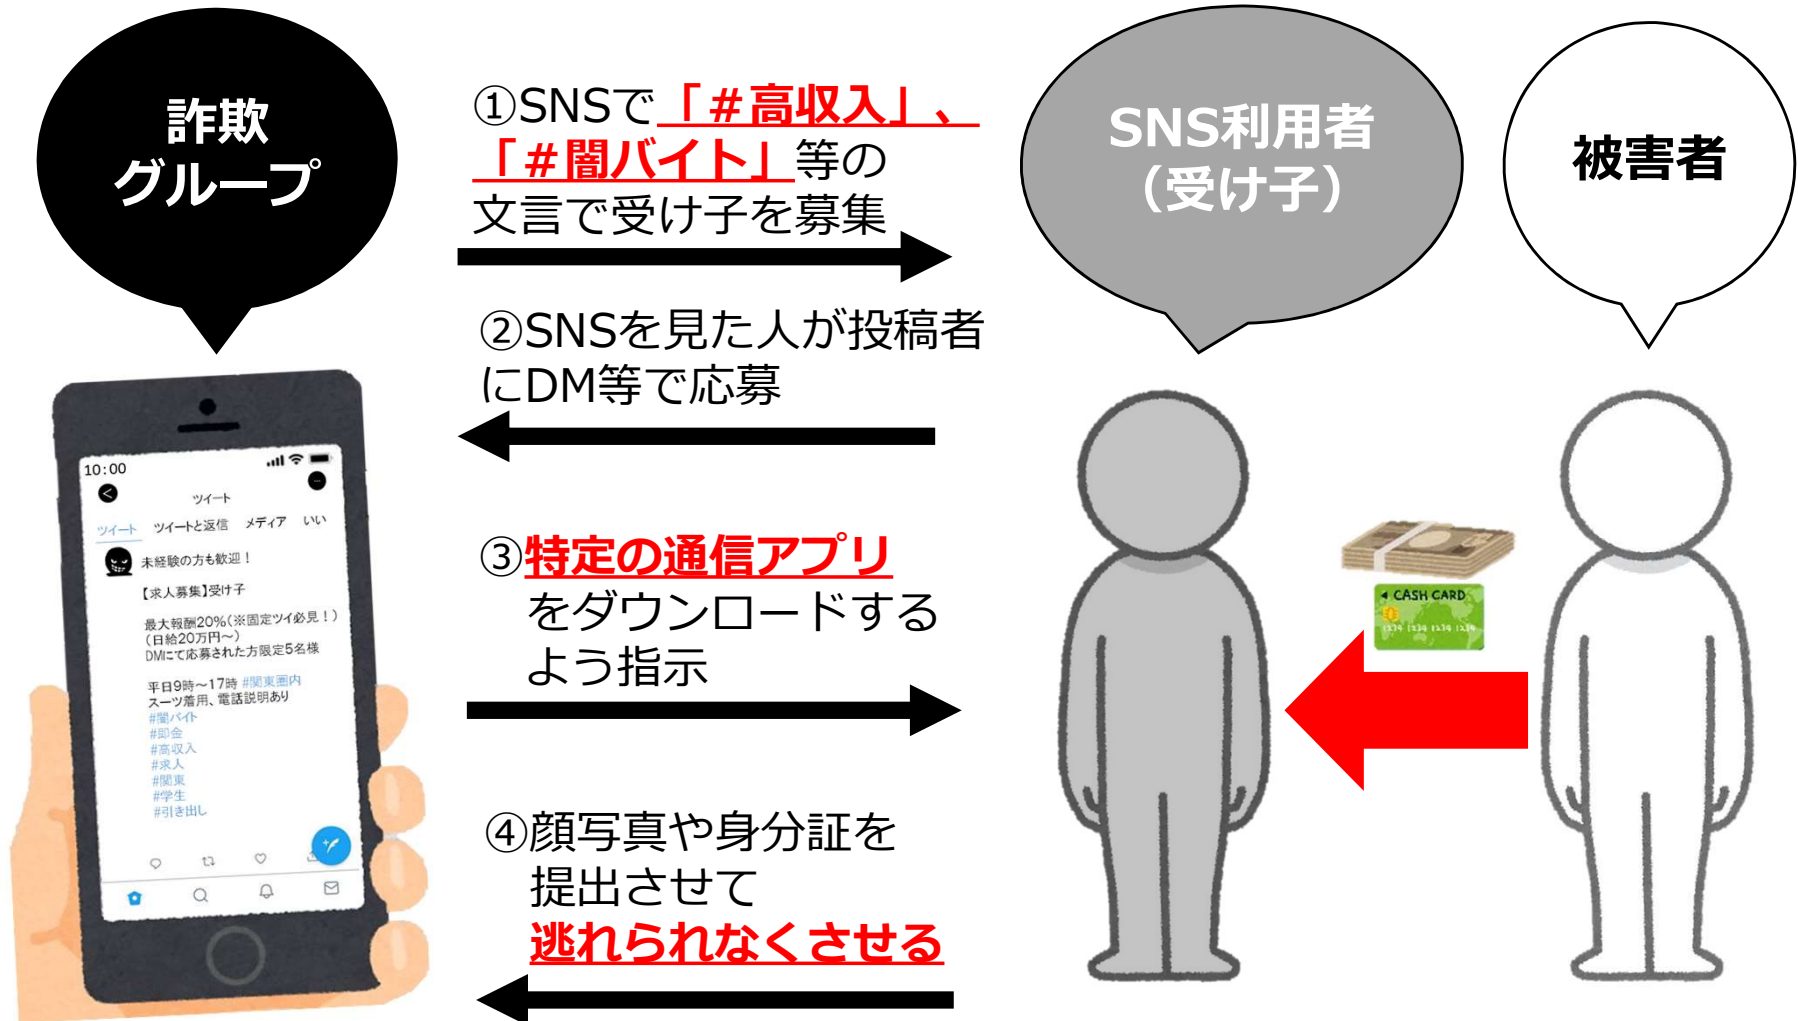 詐欺
グループ
①SNSで「＃高収入」、
「＃闇バイト」等の
文言で受け子を募集
②SNSを見た人が投稿者
にDM等で応募
③特定の通信アプリ
をダウンロードする
よう指示
④顔写真や身分証を
提出させて
逃れられなくさせる
SNS利用者
（受け子）
被害者
10:00
ツイート
ツイート ツイートと返信 メディア いい
未経験の方も歓迎！
【求人募集】受け子
最大報酬20%(※固定ツイ必見！)
(日給20万円～)
DMにて応募された方限定5名様
平日9時～17時 #関東圏内
スーツ着用、電話説明あり
#闇バイト
#即金
#高収入
#求人
#関東
#学生
#引き出し
CASH CARD
1234 1234 1234 1234